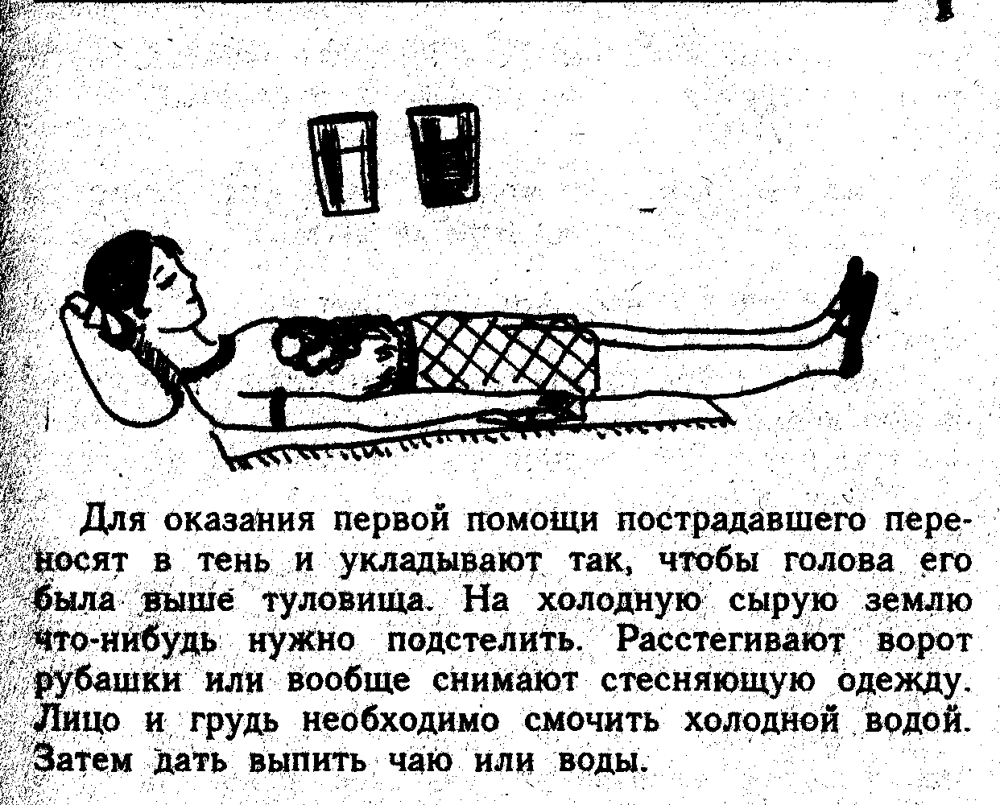 Для оказания первой помощи пострадавшего пере-
носят в тень и укладывают так, чтобы голова его
была выше туловища. На холодную сырую землю
что-нибудь нужно подстелить. Расстегивают ворот
рубашки или вообще снимают стесняющую одежду.
Лицо и грудь необходимо смочить холодной водой.
Затем дать выпить чаю или воды.